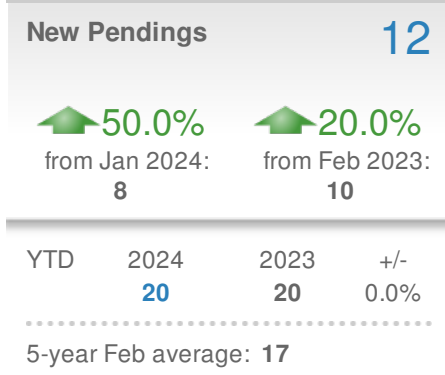 New Pendings 12
50.0% 20.0%
from Jan 2024: from Feb 2023:
8 10
YTD 2024 2023 +/-
20 20 0.0%
5-year Feb average: 17